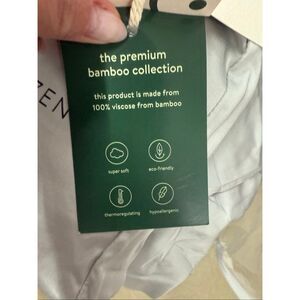 the premium
bamboo collection
this product is made from
100% viscose from bamboo
super soft
eco-friendly
thermoregulating
hypoallergenic
ZEN